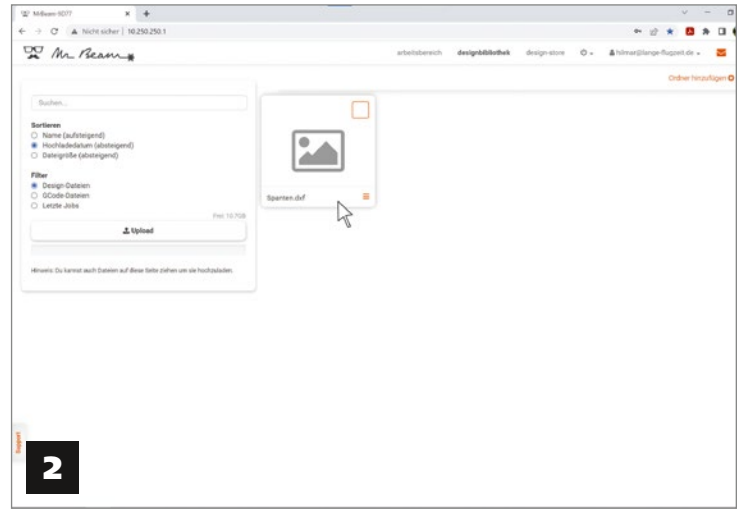 MrBeam-9D77
Nicht sicher | 10.250.250.1
Mr Beam
arbeitsbereich designbibliothek design-store hilmar@lange-flugzeit.de
Ordner hinzufügen
Suchen...
Sortieren
Name (aufsteigend)
Hochladedatum (absteigend)
Dateigröße (absteigend)
Filter
Design-Dateien
GCode-Dateien
Letzte Jobs
Frei: 10.7GB
Upload
Hinweis: Du kannst auch Dateien auf diese Seite ziehen um sie hochzuladen.
Spanten.dxf
Support
2